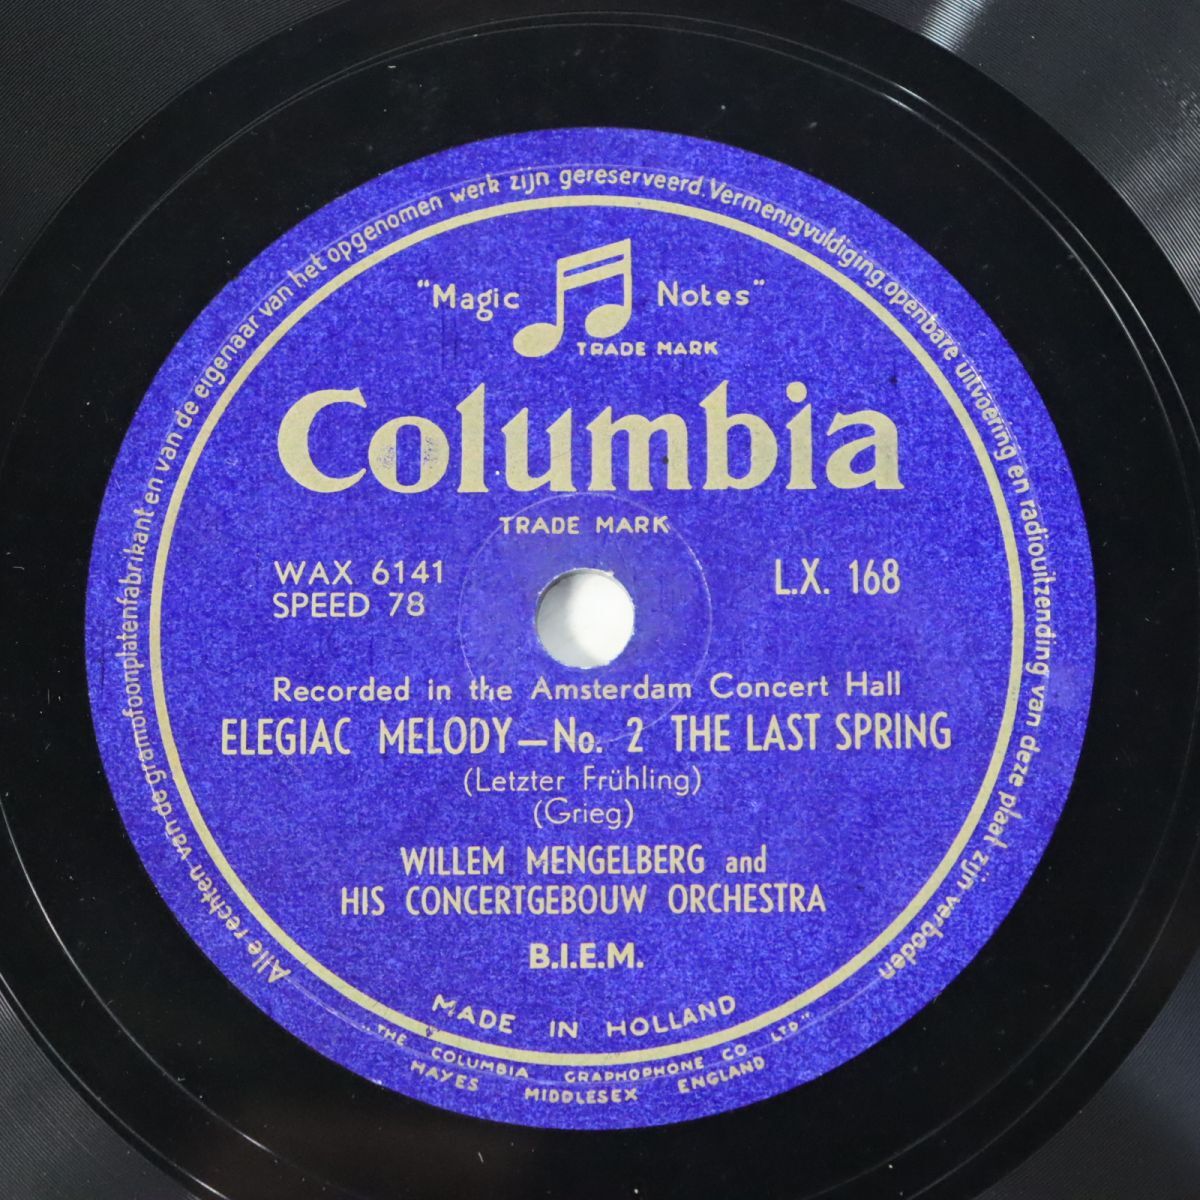 Alle rechten van de gramofoonplatenfabrikant en van de eigenaar van het opgenomen werk zijn gereserveerd. Vermenigvuldiging, openbare uitvoering en radiouitzending van deze plaat zijn verboden
"Magic Notes"
TRADE MARK
Columbia
TRADE MARK
WAX 6141
SPEED 78
L.X. 168
Recorded in the Amsterdam Concert Hall
ELEGIAC MELODY—No. 2 THE LAST SPRING
(Letzter Frühling)
(Grieg)
WILLEM MENGELBERG and
HIS CONCERTGEBOUW ORCHESTRA
B.I.E.M.
MADE IN HOLLAND
"THE COLUMBIA GRAPHOPHONE CO LTD"
HAYES MIDDLESEX ENGLAND